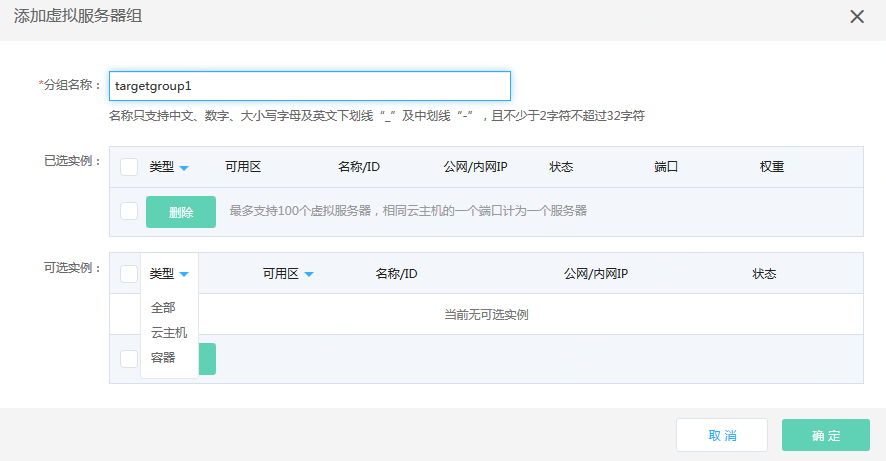 添加虚拟服务器组
*分组名称： targetgroup1
名称只支持中文、数字、大小写字母及英文下划线“_”及中划线“-”，且不少于2字符不超过32字符
已选实例： 类型 可用区 名称/ID 公网/内网IP 状态 端口 权重
删除 最多支持100个虚拟服务器，相同云主机的一个端口计为一个服务器
可选实例： 类型 可用区 名称/ID 公网/内网IP 状态
全部
当前无可选实例
云主机
容器
取消 确定